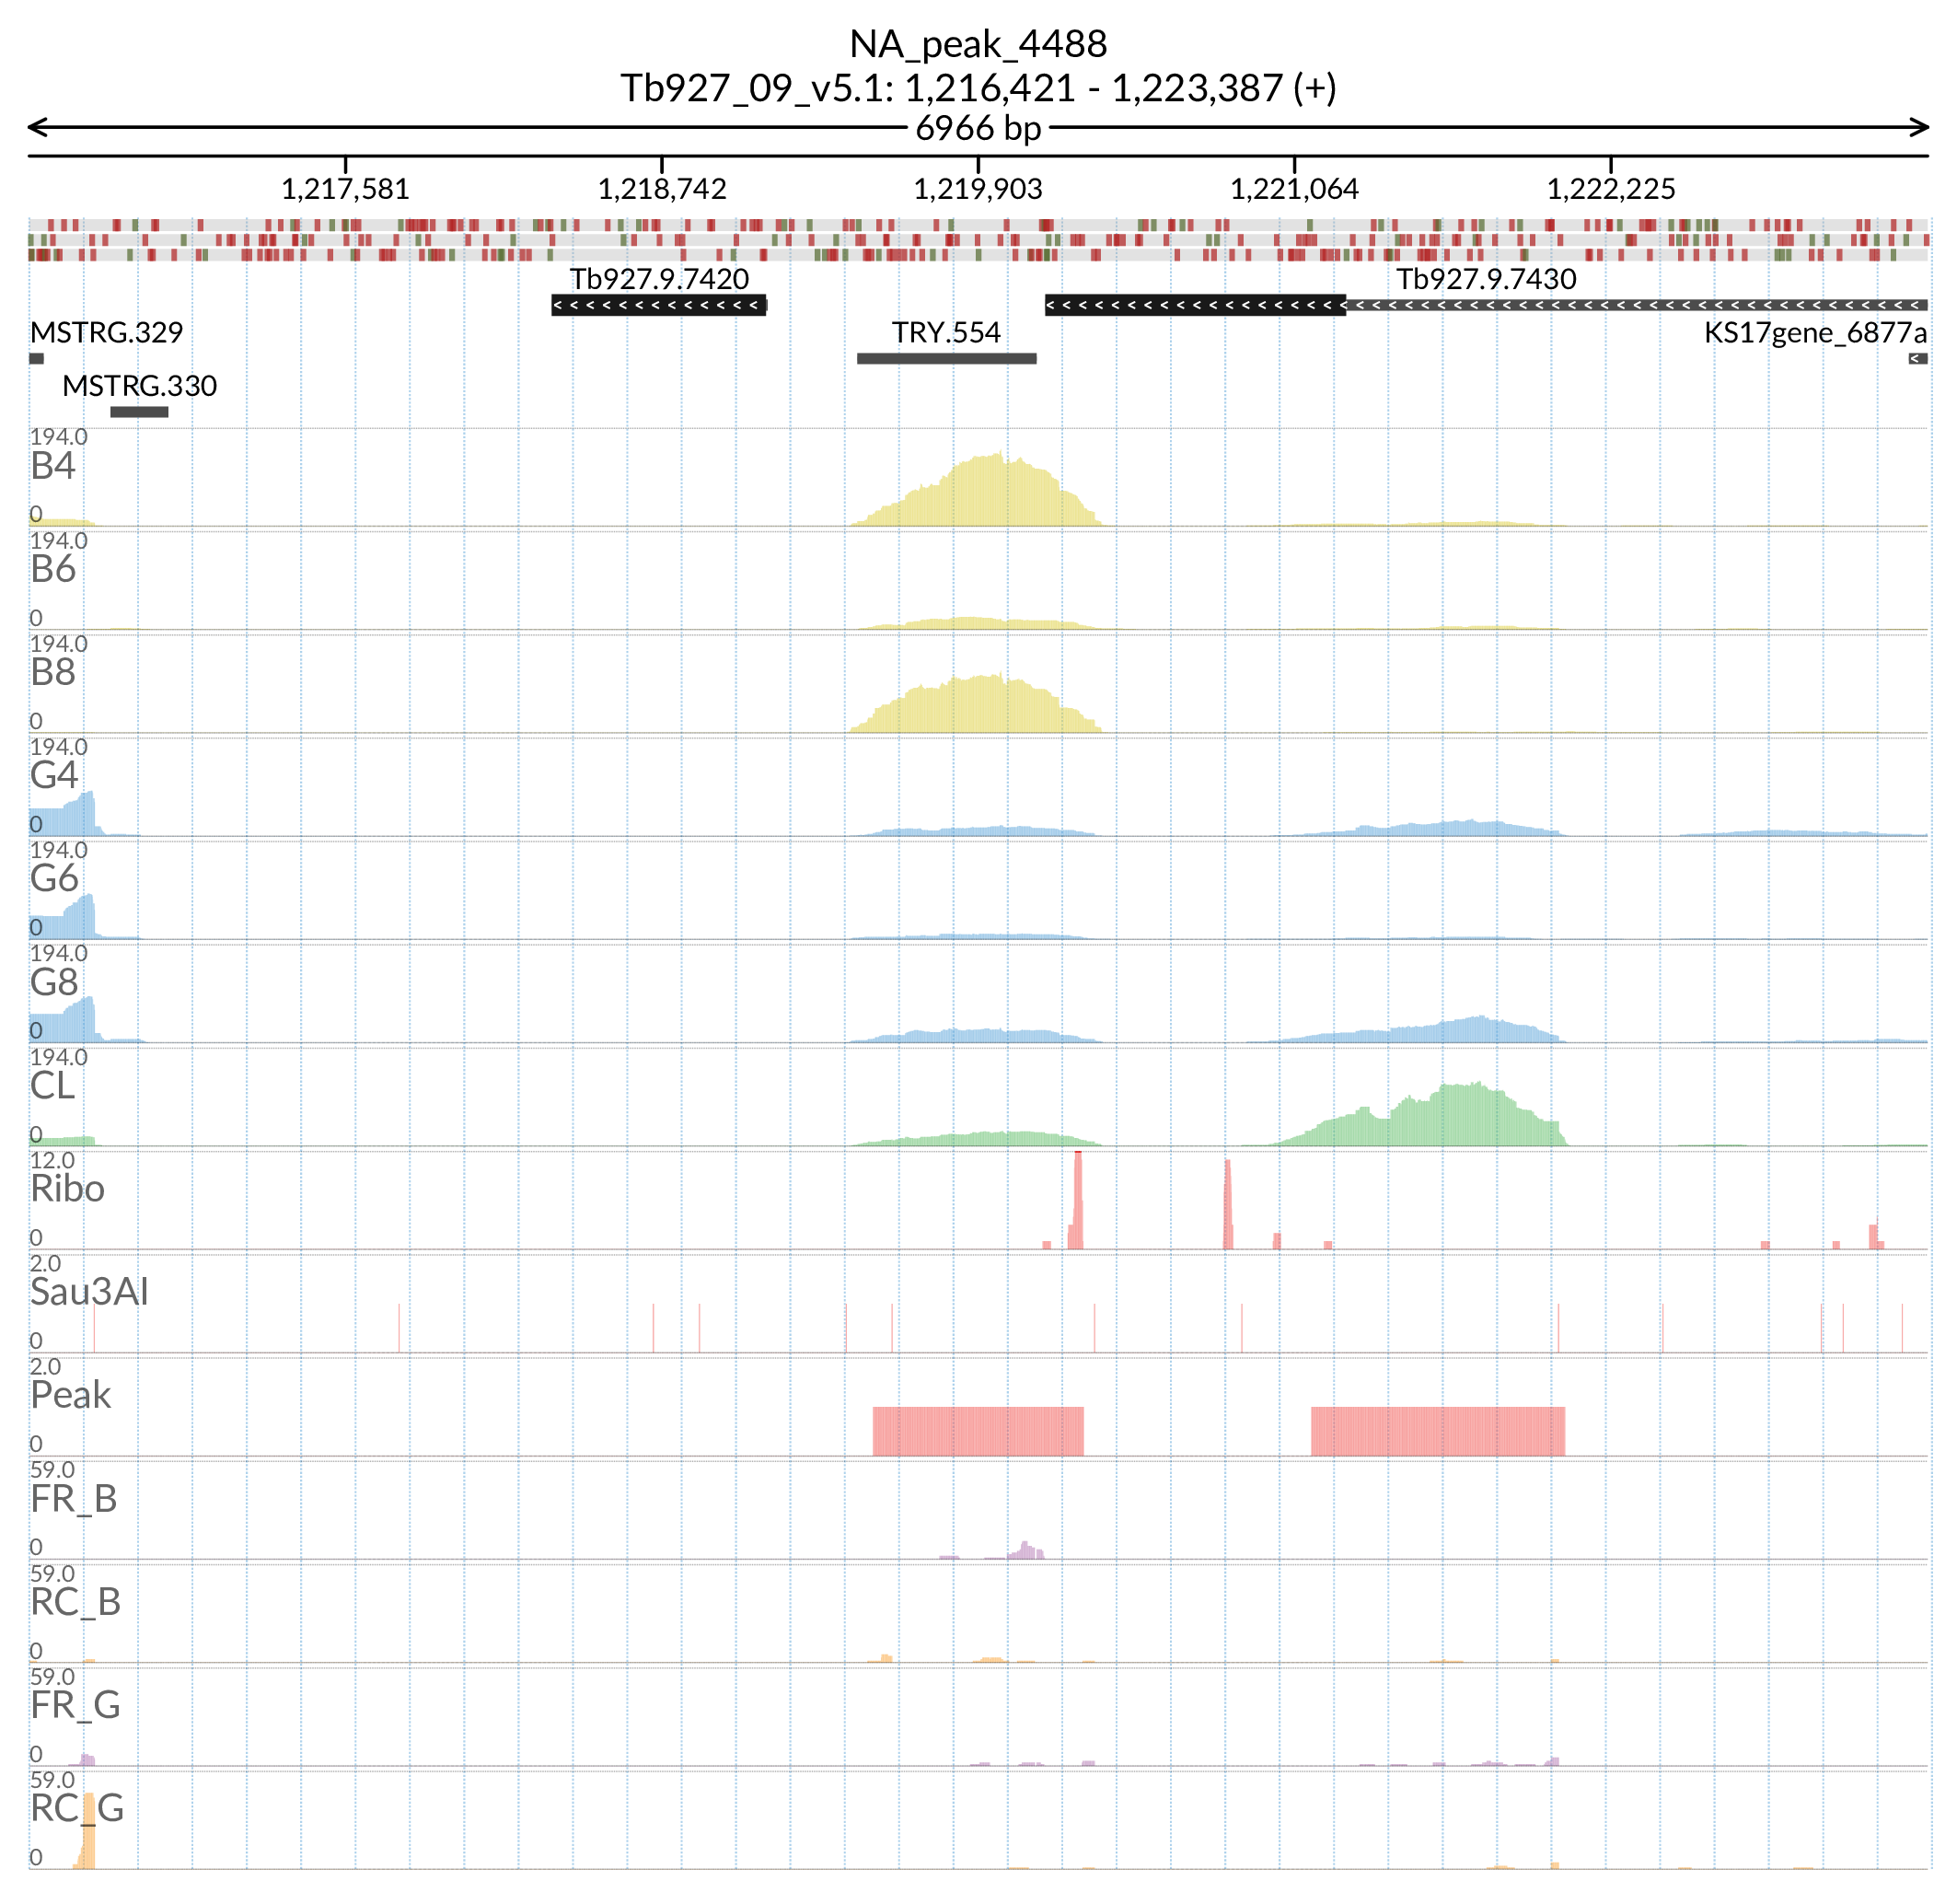 NA_peak_4488
Tb927_09_v5.1: 1,216,421 - 1,223,387 (+)
6966 bp
1,217,581 1,218,742 1,219,903 1,221,064 1,222,225
Tb927.9.7420 Tb927.9.7430
MSTRG.329 TRY.554 KS17gene_6877a
MSTRG.330
194.0
B4
0
194.0
B6
0
194.0
B8
0
194.0
G4
0
194.0
G6
0
194.0
G8
0
194.0
CL
0
12.0
Ribo
0
2.0
Sau3AI
0
2.0
Peak
0
59.0
FR_B
0
59.0
RC_B
0
59.0
FR_G
0
59.0
RC_G
0